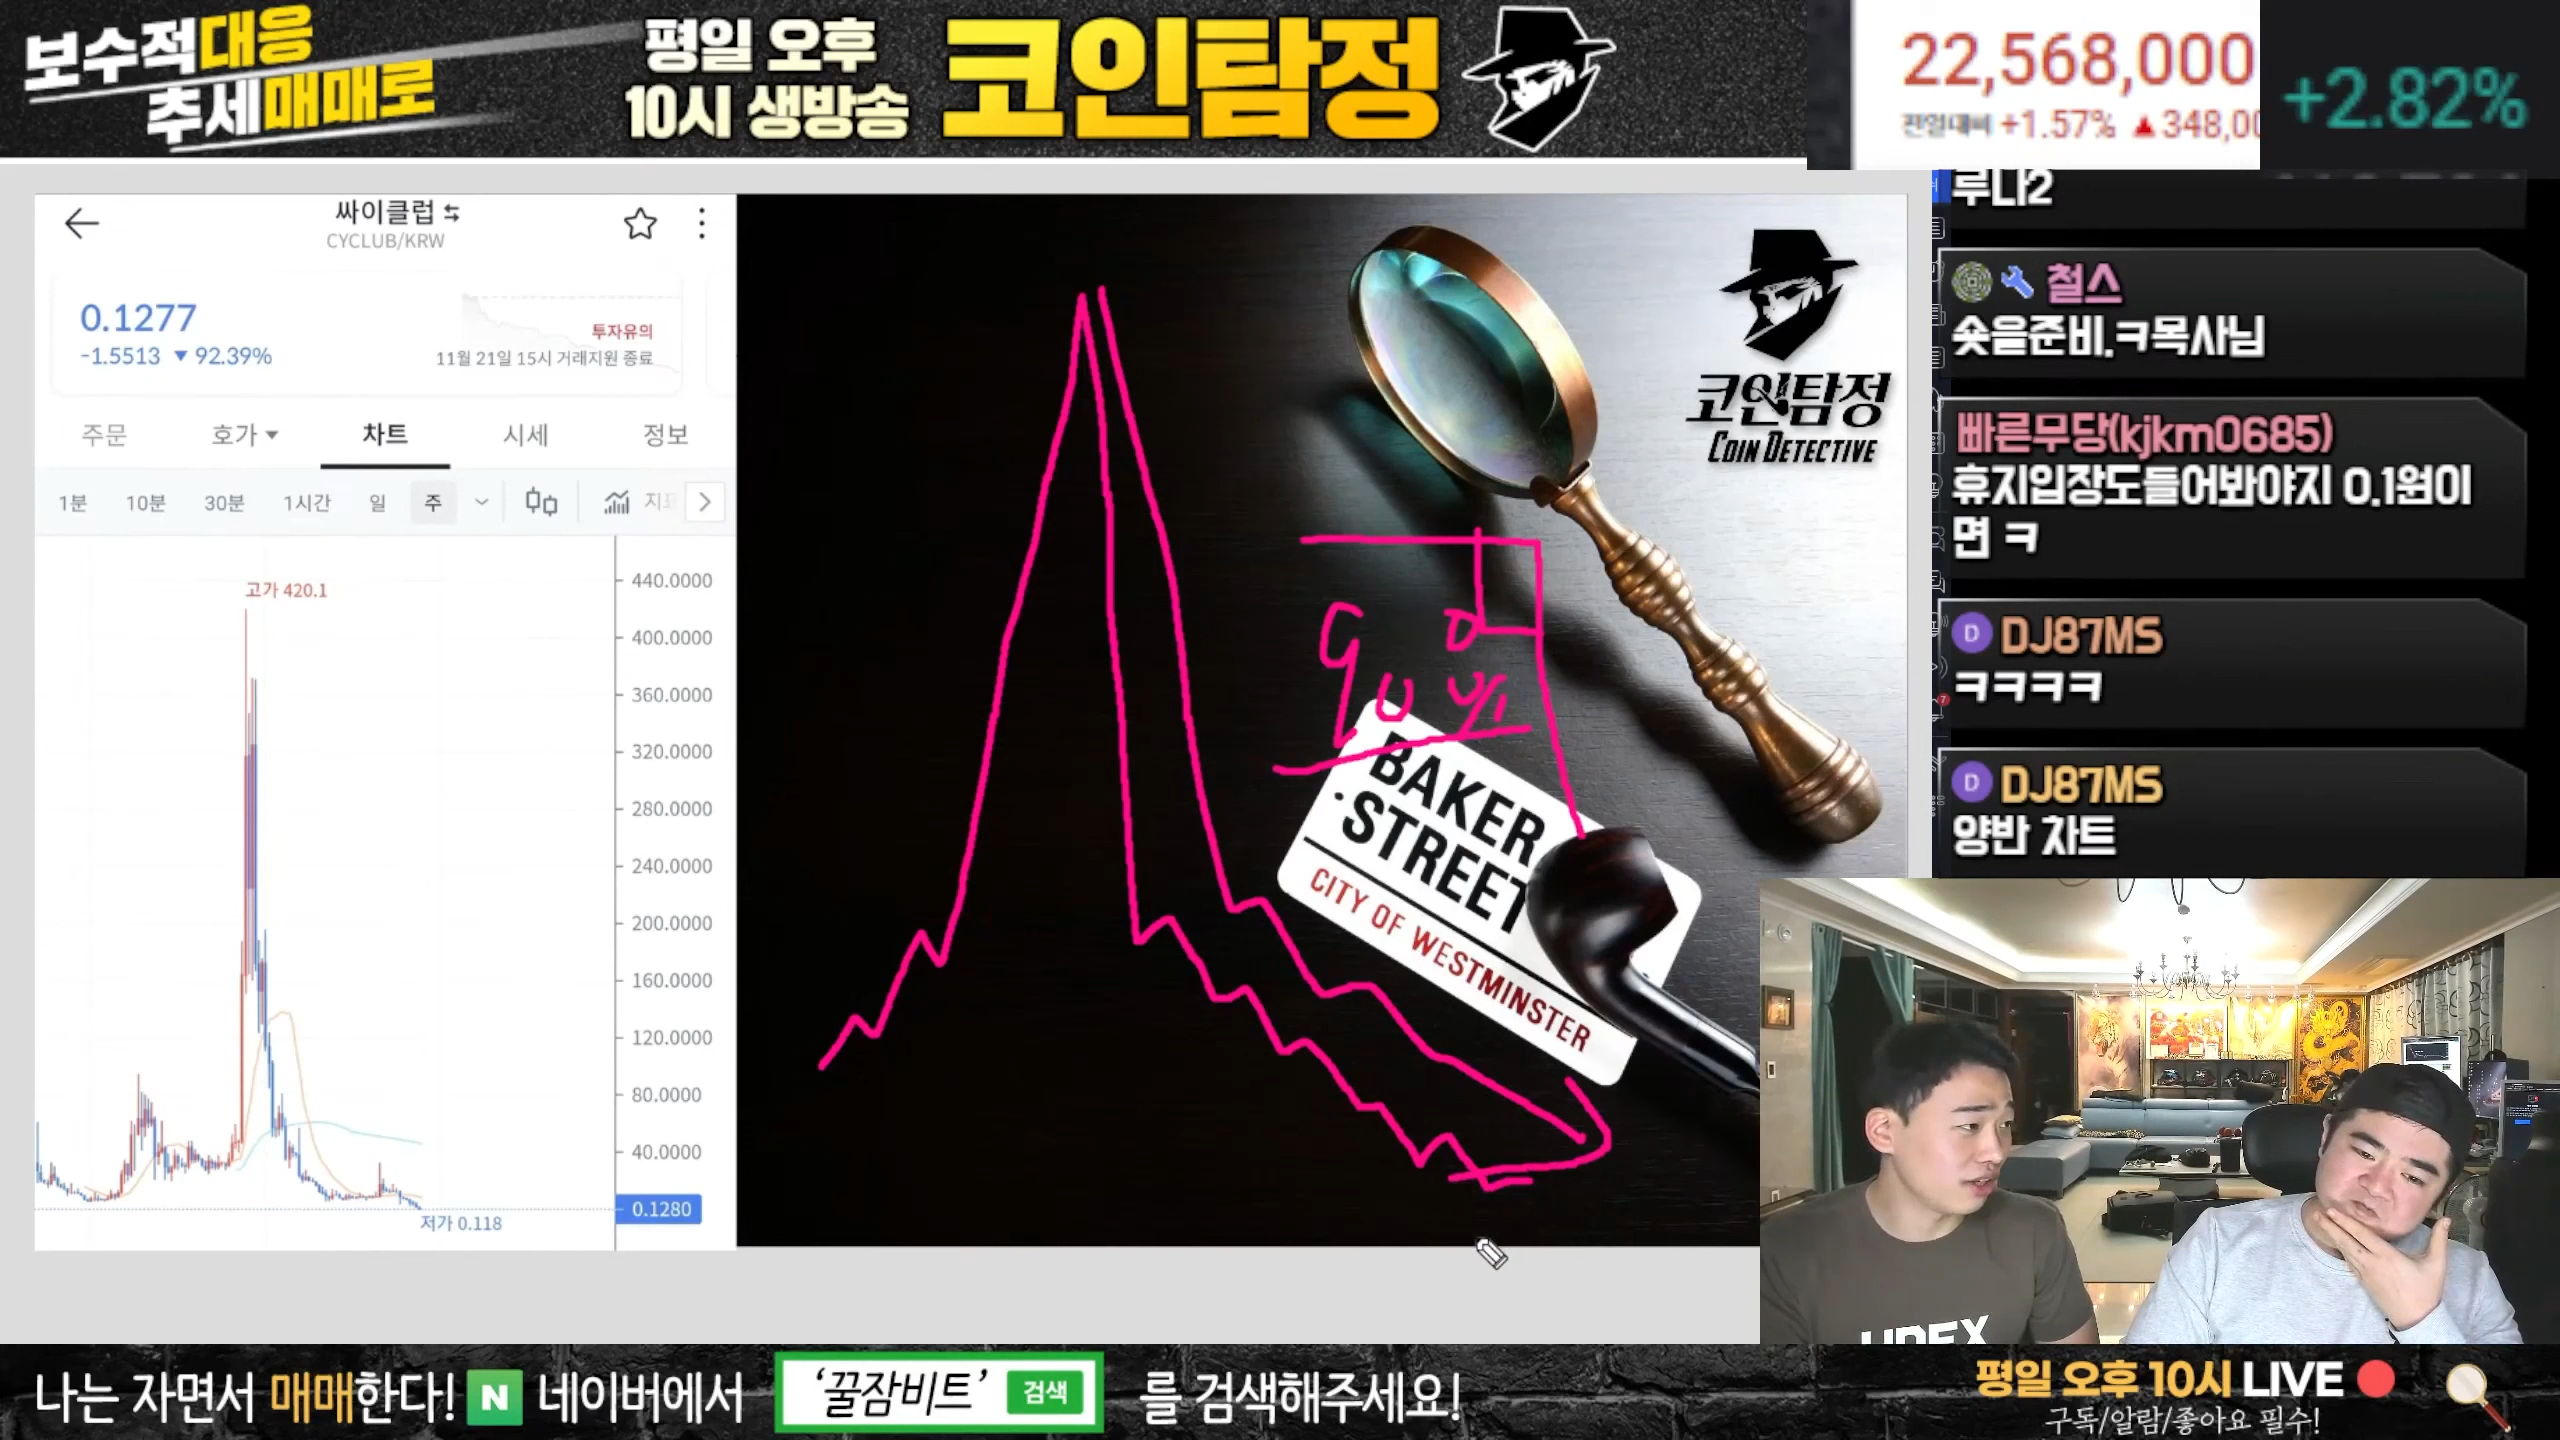 보수적대응
추세매매로
평일 오후
10시 생방송
코인탐정
22,568,000
전일대비 +1.57% ▲348,00
+2.82%
싸이클럽
CYCLUB/KRW
0.1277
-1.5513 ▼ 92.39%
투자유의
11월 21일 15시 거래지원 종료
주문 호가 차트 시세 정보
1분 10분 30분 1시간 일 주
고가 420.1
440.0000
400.0000
360.0000
320.0000
280.0000
240.0000
200.0000
160.0000
120.0000
80.0000
40.0000
0.1280
저가 0.118
코인탐정
COIN DETECTIVE
BAKER
STREET
CITY OF WESTMINSTER
루나2
철스
숏을준비.ㅋ목사님
빠른무당(kjkm0685)
휴지입장도들어봐야지 0.1원이
면 ㅋ
D DJ87MS
ㅋㅋㅋㅋ
D DJ87MS
양반 차트
나는 자면서 매매한다! N 네이버에서 '꿀잠비트' 검색 를 검색해주세요!
평일 오후 10시 LIVE
구독/알람/좋아요 필수!